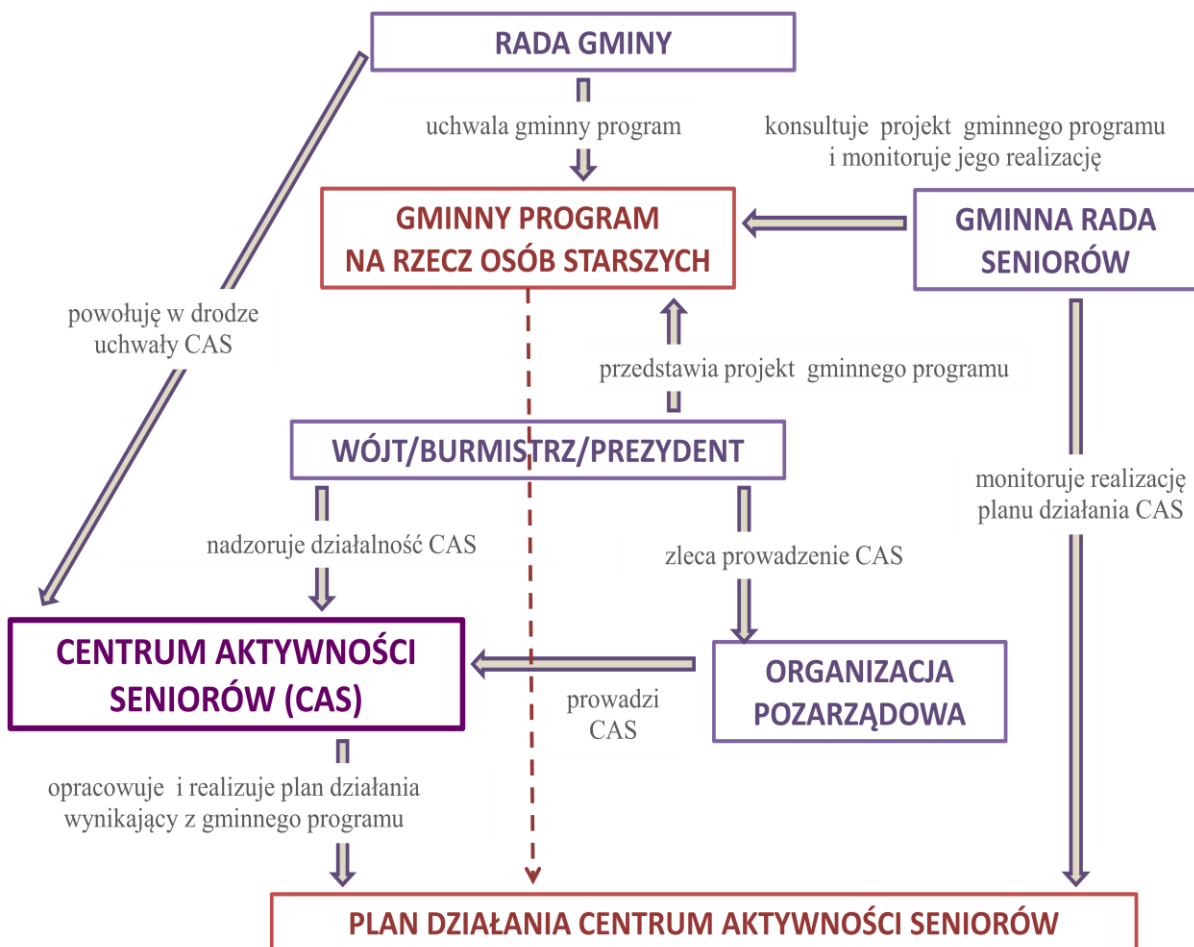 RADA GMINY
uchwala gminny program
konsultuje projekt gminnego programu
i monitoruje jego realizację
GMINNY PROGRAM
NA RZECZ OSÓB STARSZYCH
GMINNA RADA
SENIORÓW
powołuję w drodze
uchwały CAS
przedstawia projekt gminnego programu
WÓJT/BURMISTRZ/PREZYDENT
monitoruje realizację
planu działania CAS
nadzoruje działalność CAS
zleca prowadzenie CAS
CENTRUM AKTYWNOŚCI
SENIORÓW (CAS)
ORGANIZACJA
POZARZĄDOWA
prowadzi
CAS
opracowuje i realizuje plan działania
wynikający z gminnego programu
PLAN DZIAŁANIA CENTRUM AKTYWNOŚCI SENIORÓW